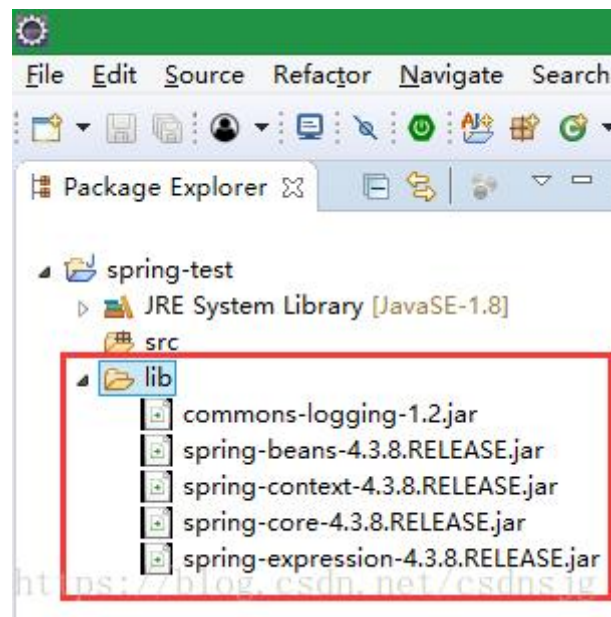 File Edit Source Refactor Navigate Search
Package Explorer
spring-test
JRE System Library [JavaSE-1.8]
src
lib
commons-logging-1.2.jar
spring-beans-4.3.8.RELEASE.jar
spring-context-4.3.8.RELEASE.jar
spring-core-4.3.8.RELEASE.jar
spring-expression-4.3.8.RELEASE.jar
https://blog.csdn.net/csdnsjg